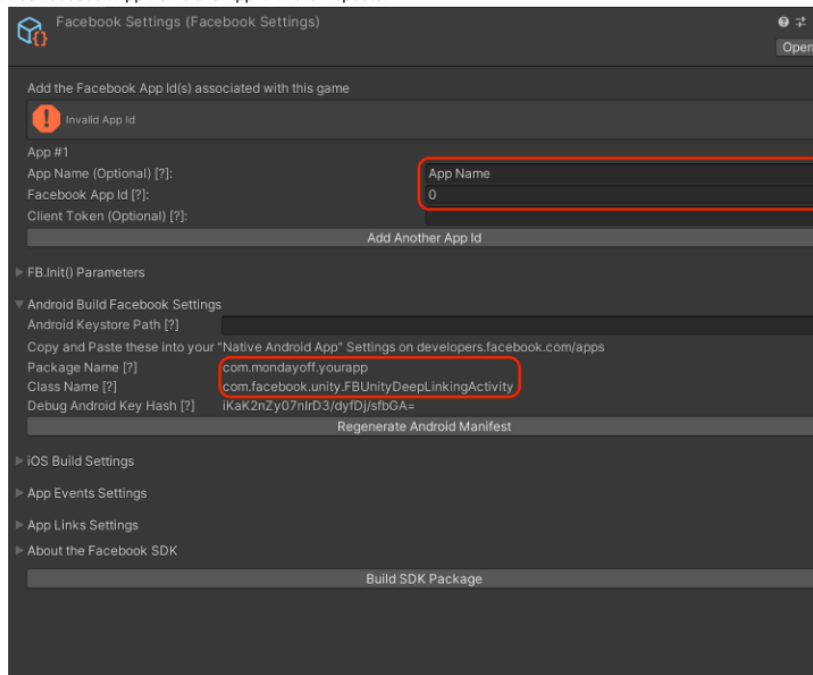 Facebook Settings (Facebook Settings)
Open
Add the Facebook App Id(s) associated with this game
Invalid App Id
App #1
App Name (Optional) [?]: App Name
Facebook App Id [?]: 0
Client Token (Optional) [?]:
Add Another App Id
FB.Init() Parameters
Android Build Facebook Settings
Android Keystore Path [?]
Copy and Paste these into your "Native Android App" Settings on developers.facebook.com/apps
Package Name [?] com.mondayoff.yourapp
Class Name [?] com.facebook.unity.FBUnityDeepLinkingActivity
Debug Android Key Hash [?] iKaK2nZy07nIrD3/dyfDj/sfbGA=
Regenerate Android Manifest
iOS Build Settings
App Events Settings
App Links Settings
About the Facebook SDK
Build SDK Package